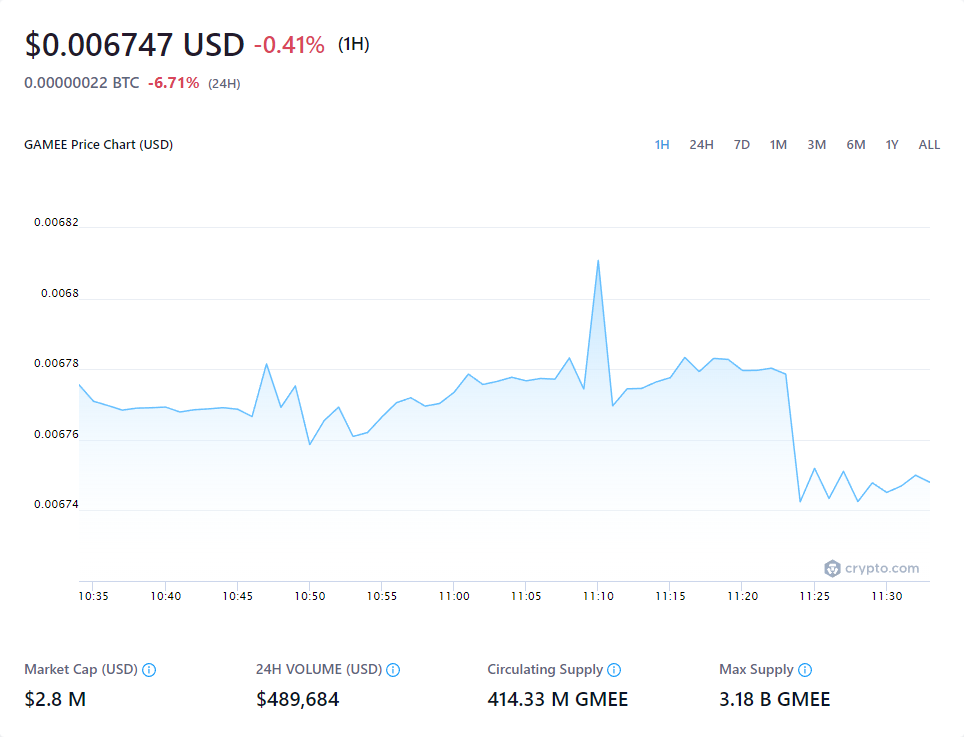 $0.006747 USD -0.41% (1H)
0.00000022 BTC -6.71% (24H)
GAMEE Price Chart (USD) 1H 24H 7D 1M 3M 6M 1Y ALL
0.00682
0.0068
0.00678
0.00676
0.00674
crypto.com
10:35 10:40 10:45 10:50 10:55 11:00 11:05 11:10 11:15 11:20 11:25 11:30
Market Cap (USD) 24H VOLUME (USD) Circulating Supply Max Supply
$2.8 M $489,684 414.33 M GMEE 3.18 B GMEE